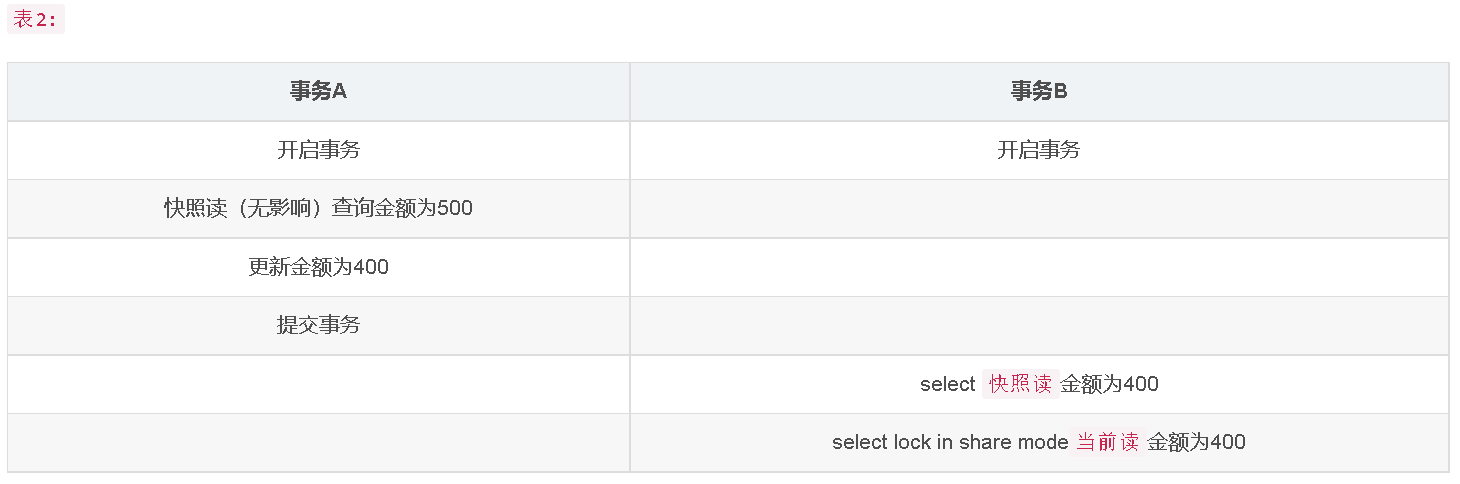 表2:
事务A 事务B
开启事务 开启事务
快照读（无影响）查询金额为500
更新金额为400
提交事务
select 快照读 金额为400
select lock in share mode 当前读 金额为400